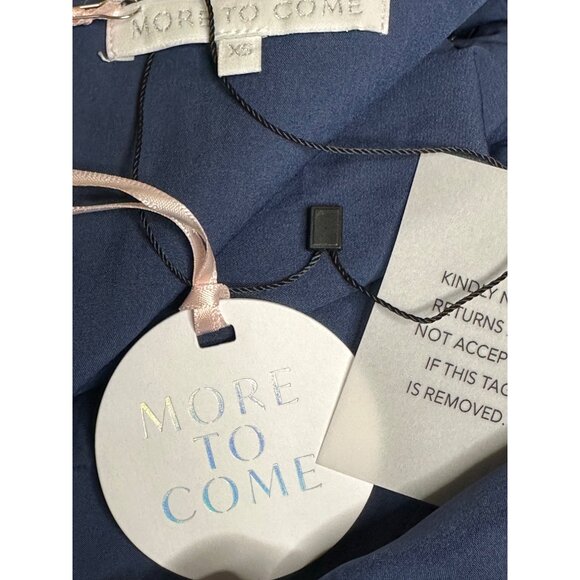 MORE TO COME
XS
KINDLY N
RETURNS
NOT ACCEP
IF THIS TAG
IS REMOVED.
MORE
TO
COME